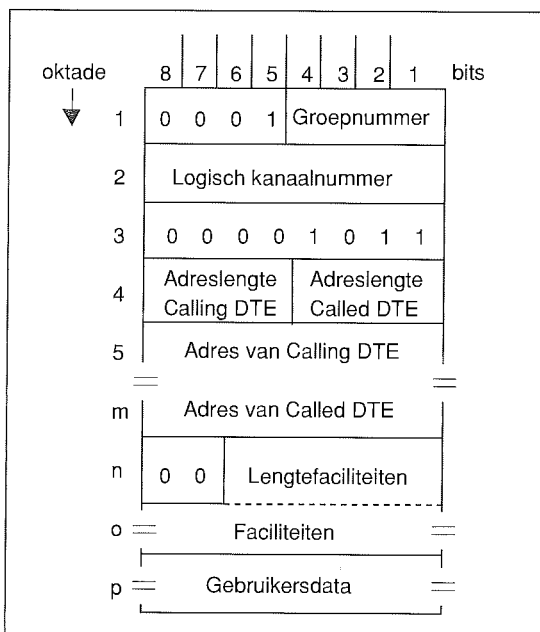 oktade 8 7 6 5 4 3 2 1 bits
1 0 0 0 1 Groepnummer
2 Logisch kanaalnummer
3 0 0 0 0 1 0 1 1
4 Adreslengte Calling DTE Adreslengte Called DTE
5 Adres van Calling DTE
m Adres van Called DTE
n 0 0 Lengtefaciliteiten
o Faciliteiten
p Gebruikersdata